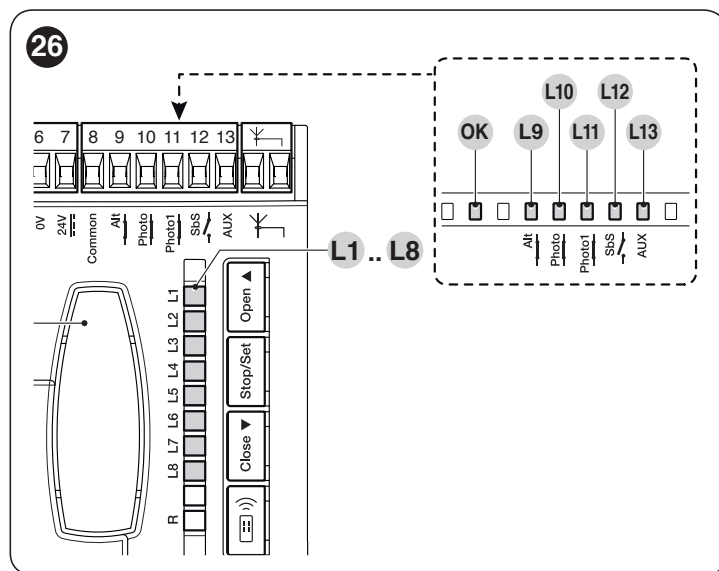 26
L10
L12
OK
L9
L11
L13
6 7 8 9 10 11 12 13
0V
24V
Common
Alt
Photo
Photo1
SbS
AUX
Alt
Photo
Photo1
SbS
AUX
L1 .. L8
L1
L2
L3
L4
L5
L6
L7
L8
R
Open ▲
Stop/Set
Close ▼